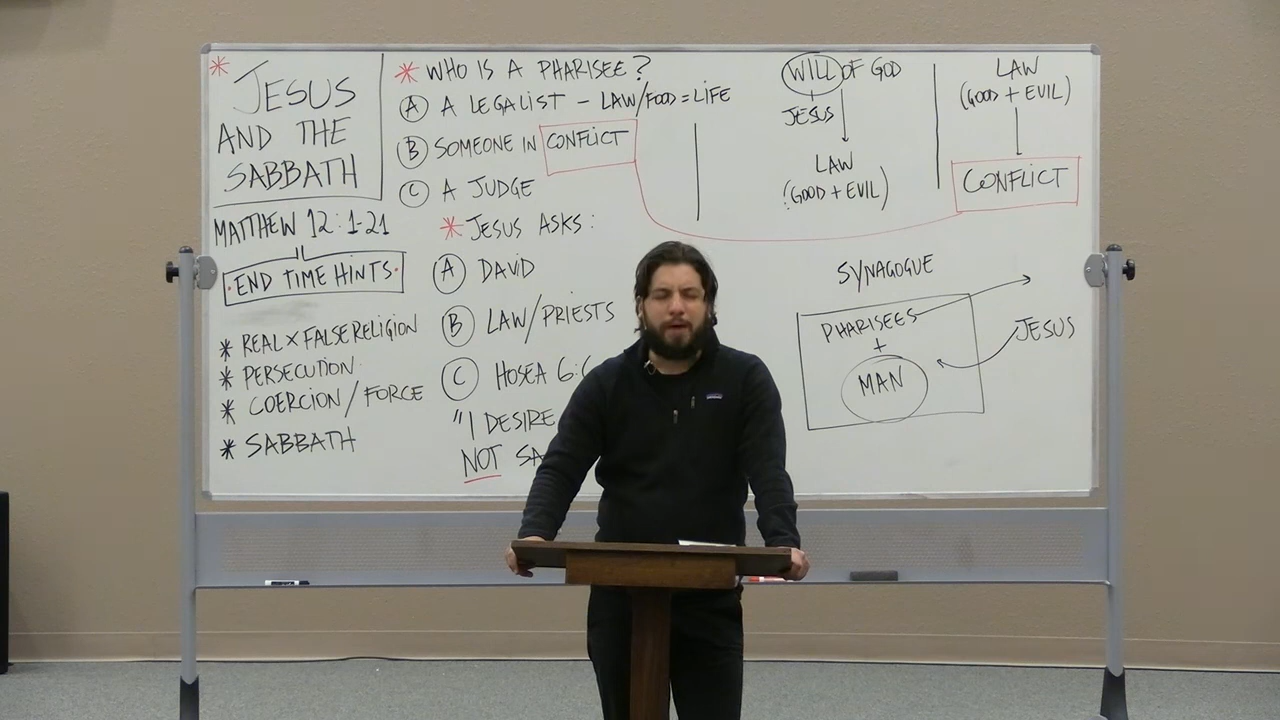 * JESUS
AND THE
SABBATH
MATTHEW 12:1-21
END TIME HINTS
* REAL X FALSE RELIGION
* PERSECUTION
* COERCION / FORCE
* SABBATH
* WHO IS A PHARISEE?
A A LEGALIST - LAW/FOOD = LIFE
B SOMEONE IN CONFLICT
C A JUDGE
* JESUS ASKS:
A DAVID
B LAW/PRIESTS
C HOSEA 6:
"I DESIRE
NOT
WILL OF GOD
JESUS
LAW
(GOOD + EVIL)
LAW
(GOOD + EVIL)
CONFLICT
SYNAGOGUE
PHARISEES
+
MAN
JESUS
patagonia